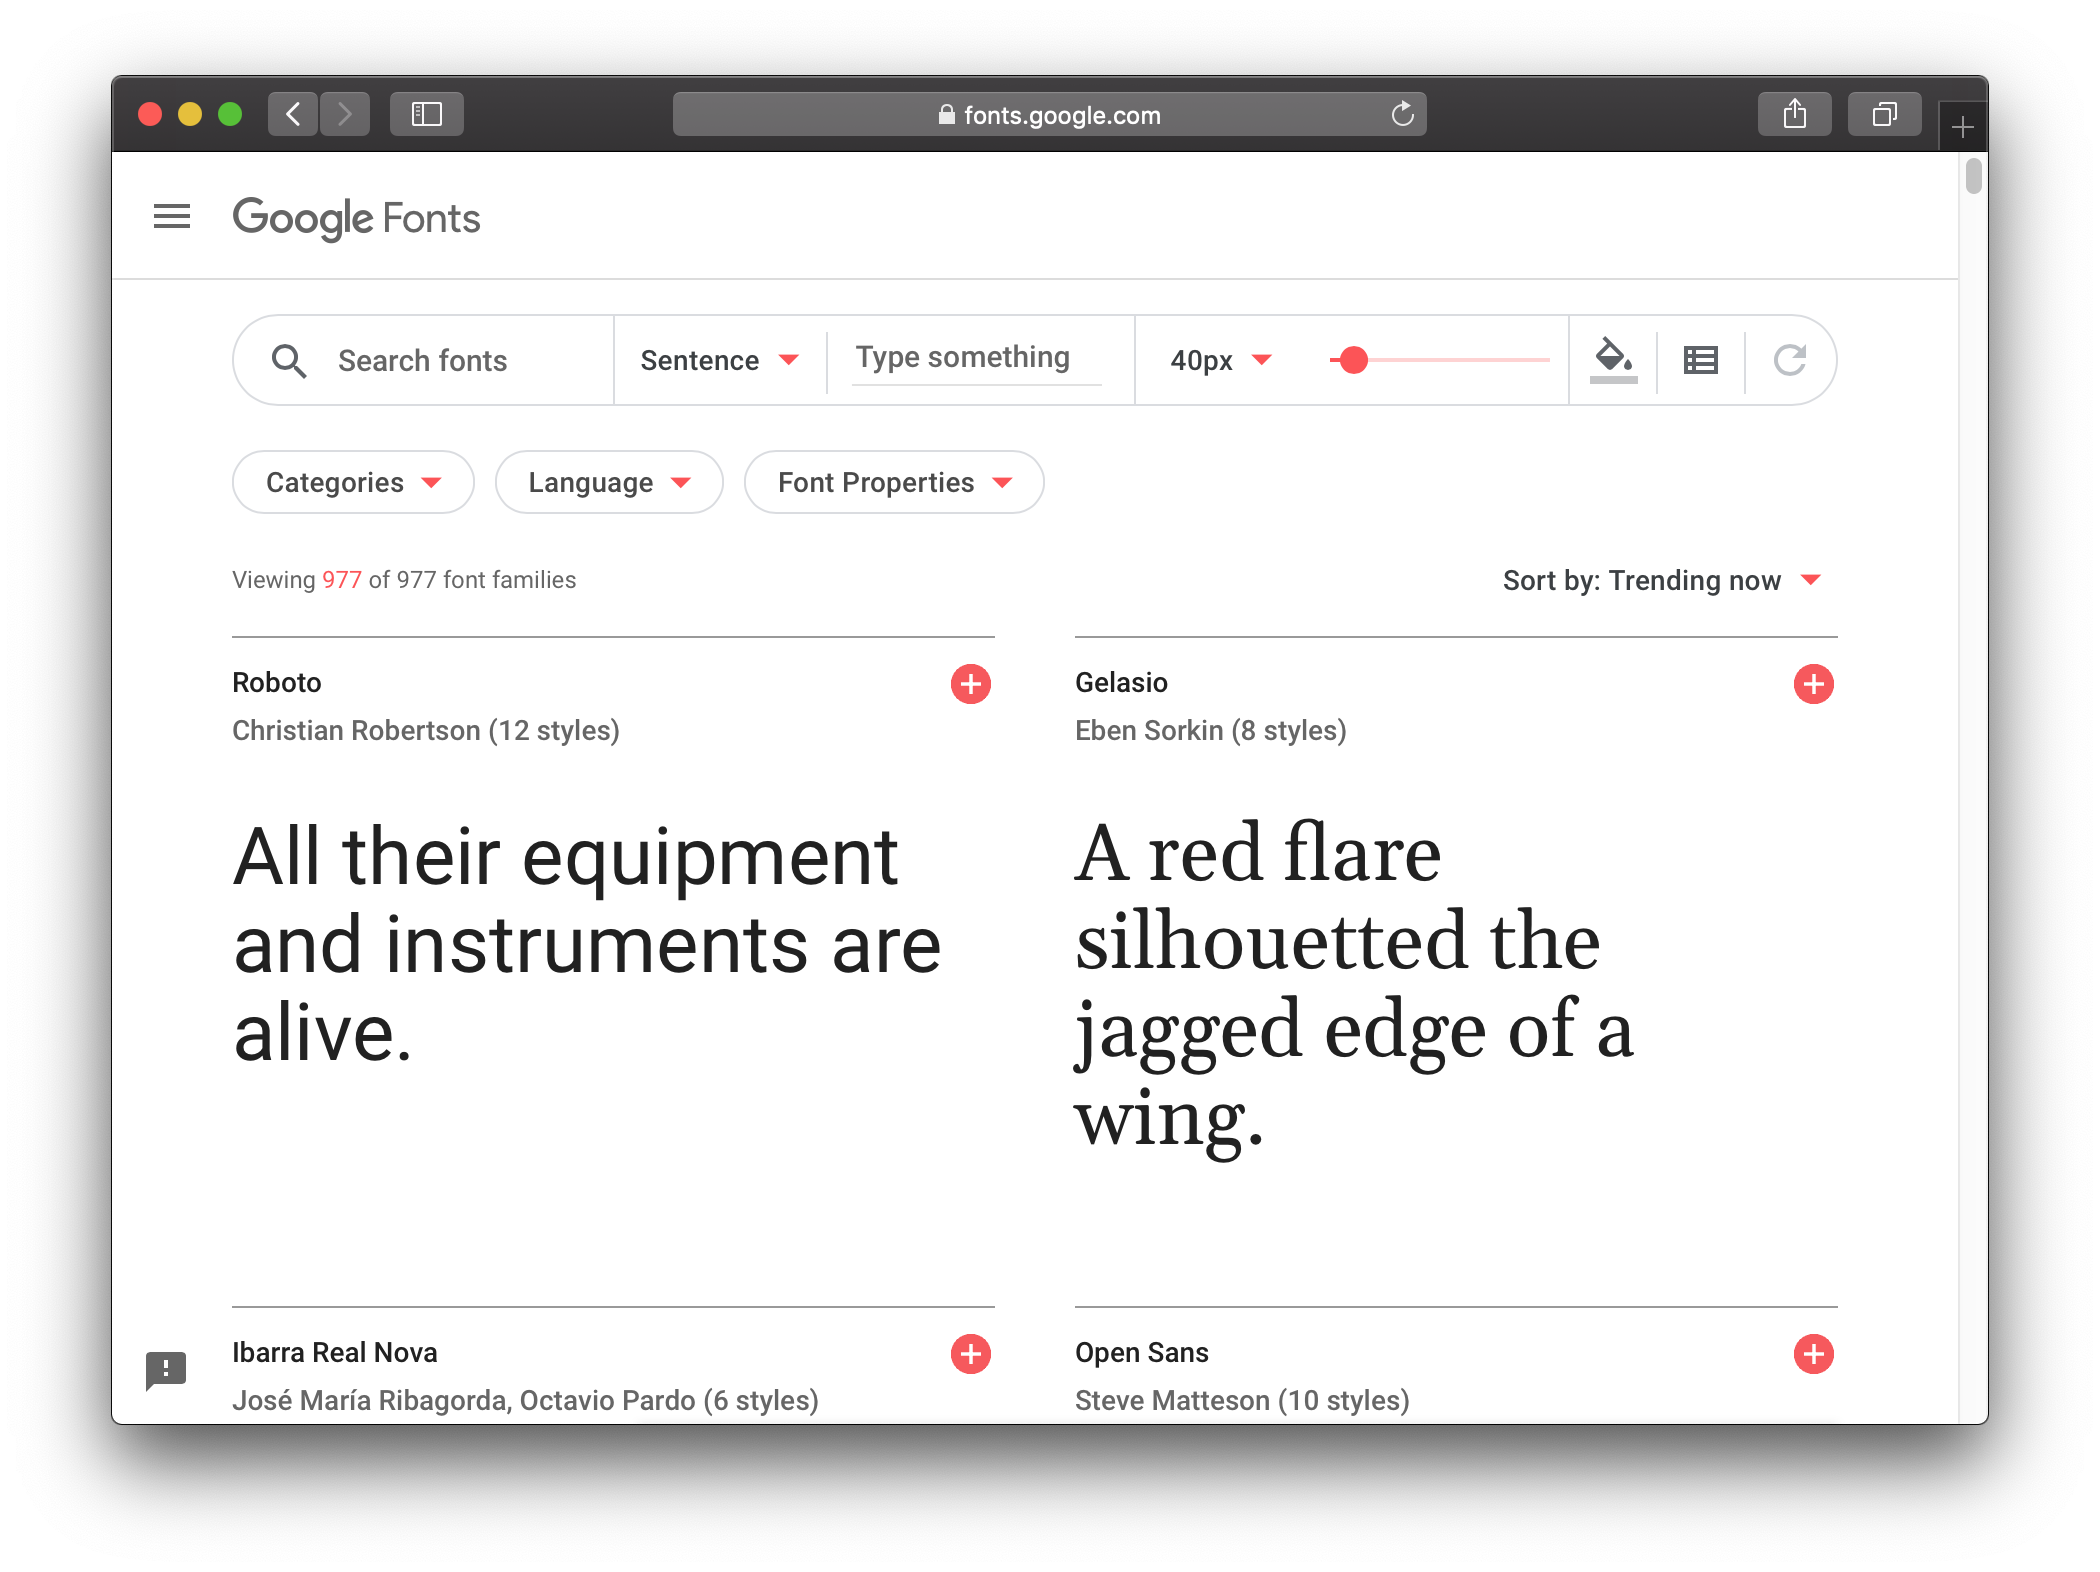 fonts.google.com
Google Fonts
Search fonts
Sentence
Type something
40px
Categories
Language
Font Properties
Viewing 977 of 977 font families
Sort by: Trending now
Roboto
Christian Robertson (12 styles)
All their equipment
and instruments are
alive.
Gelasio
Eben Sorkin (8 styles)
A red flare
silhouetted the
jagged edge of a
wing.
Ibarra Real Nova
José María Ribagorda, Octavio Pardo (6 styles)
Open Sans
Steve Matteson (10 styles)